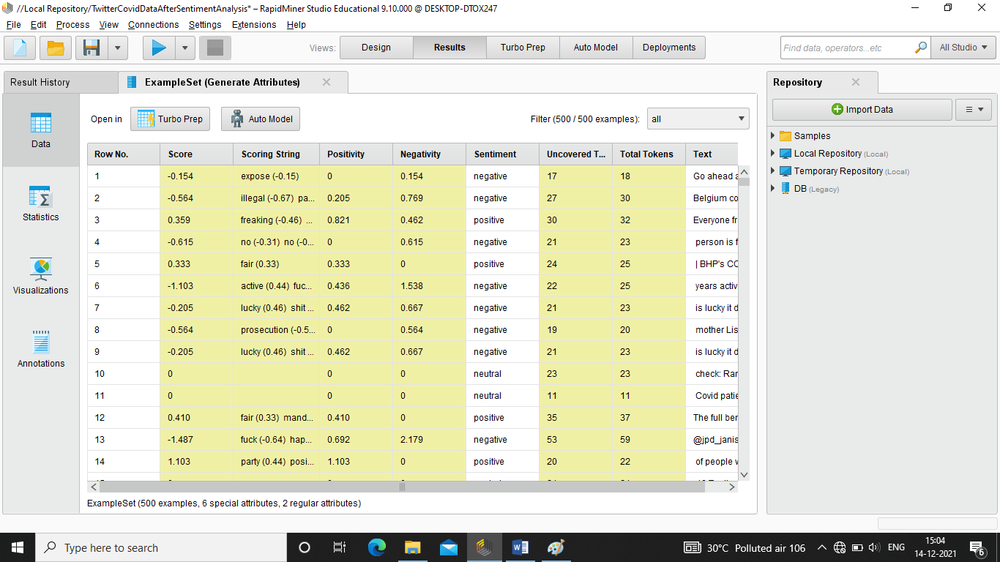 //Local Repository/TwitterCovidDataAfterSentimentAnalysis* – RapidMiner Studio Educational 9.10.000 @ DESKTOP-DTOX247
File Edit Process View Connections Settings Extensions Help
Views: Design Results Turbo Prep Auto Model Deployments Find data, operators...etc All Studio
Result History ExampleSet (Generate Attributes) Repository
Open in Turbo Prep Auto Model Filter (500 / 500 examples): all Import Data
Data
Statistics
Visualizations
Annotations
Row No. Score Scoring String Positivity Negativity Sentiment Uncovered T... Total Tokens Text
1 -0.154 expose (-0.15) 0 0.154 negative 17 18 Go ahead
2 -0.564 illegal (-0.67) pa... 0.205 0.769 negative 27 30 Belgium co
3 0.359 freaking (-0.46) ... 0.821 0.462 positive 30 32 Everyone fr
4 -0.615 no (-0.31) no (-0... 0 0.615 negative 21 23 person is f
5 0.333 fair (0.33) 0.333 0 positive 24 25 | BHP's CO
6 -1.103 active (0.44) fuc... 0.436 1.538 negative 22 25 years activ
7 -0.205 lucky (0.46) shit ... 0.462 0.667 negative 21 23 is lucky it d
8 -0.564 prosecution (-0.5... 0 0.564 negative 19 20 mother Lis
9 -0.205 lucky (0.46) shit ... 0.462 0.667 negative 21 23 is lucky it d
10 0 0 0 neutral 23 23 check: Rar
11 0 0 0 neutral 11 11 Covid patie
12 0.410 fair (0.33) mand... 0.410 0 positive 35 37 The full ber
13 -1.487 fuck (-0.64) hap... 0.692 2.179 negative 53 59 @jpd_janis
14 1.103 party (0.44) posi... 1.103 0 positive 20 22 of people w
ExampleSet (500 examples, 6 special attributes, 2 regular attributes)
Samples
Local Repository (Local)
Temporary Repository (Local)
DB (Legacy)
Type here to search
30°C Polluted air 106 ENG 15:04
14-12-2021 6